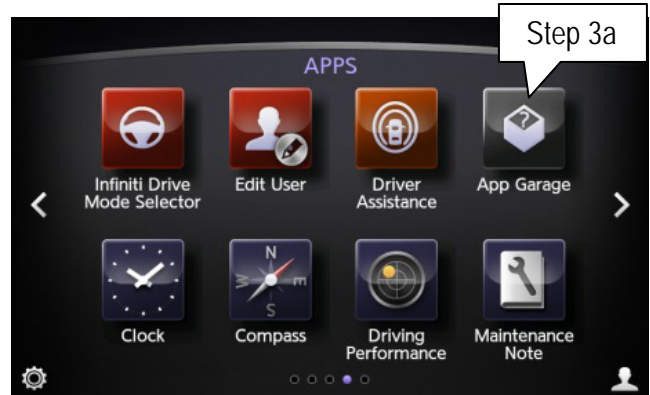 Step 3a
APPS
Infiniti Drive
Mode Selector
Edit User
Driver
Assistance
App Garage
?
Clock
N
W
E
S
Compass
Driving
Performance
Maintenance
Note